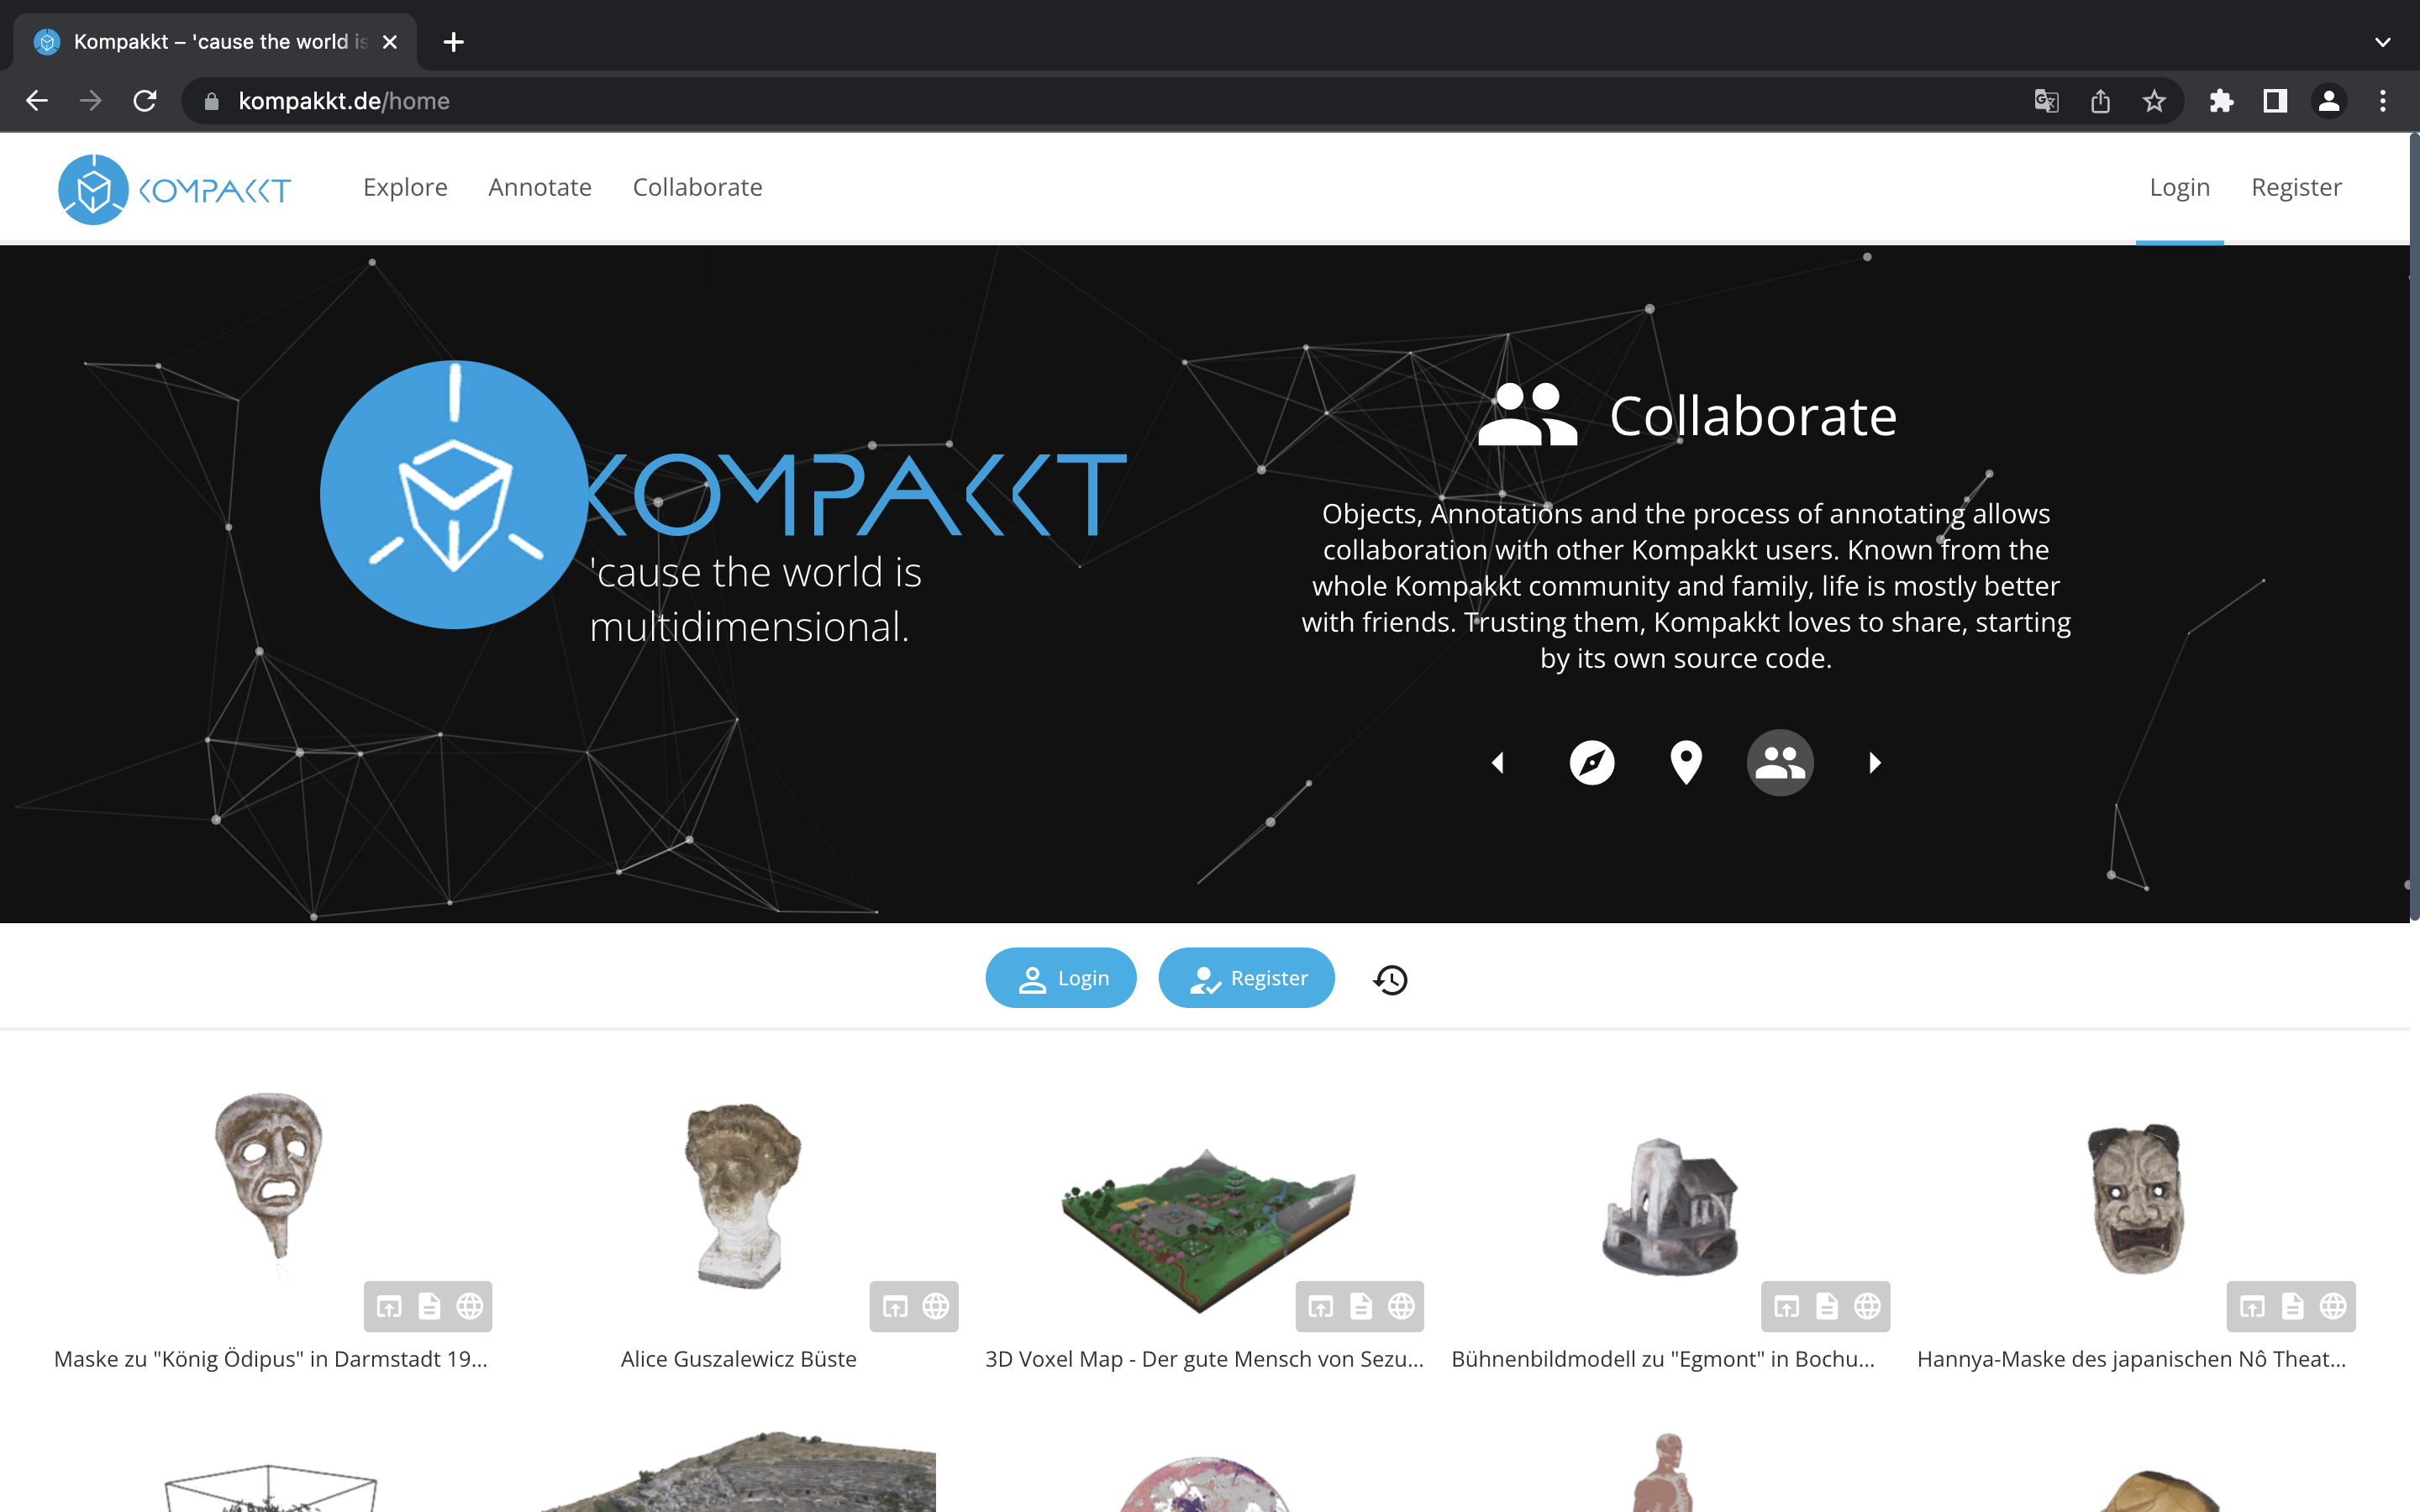 Kompakkt – 'cause the world is
kompakkt.de/home
KOMPAKKT
Explore
Annotate
Collaborate
Login
Register
KOMPAKKT
'cause the world is
multidimensional.
Collaborate
Objects, Annotations and the process of annotating allows
collaboration with other Kompakkt users. Known from the
whole Kompakkt community and family, life is mostly better
with friends. Trusting them, Kompakkt loves to share, starting
by its own source code.
Login
Register
Maske zu "König Ödipus" in Darmstadt 19...
Alice Guszalewicz Büste
3D Voxel Map - Der gute Mensch von Sezu...
Bühnenbildmodell zu "Egmont" in Bochu...
Hannya-Maske des japanischen Nô Theat...